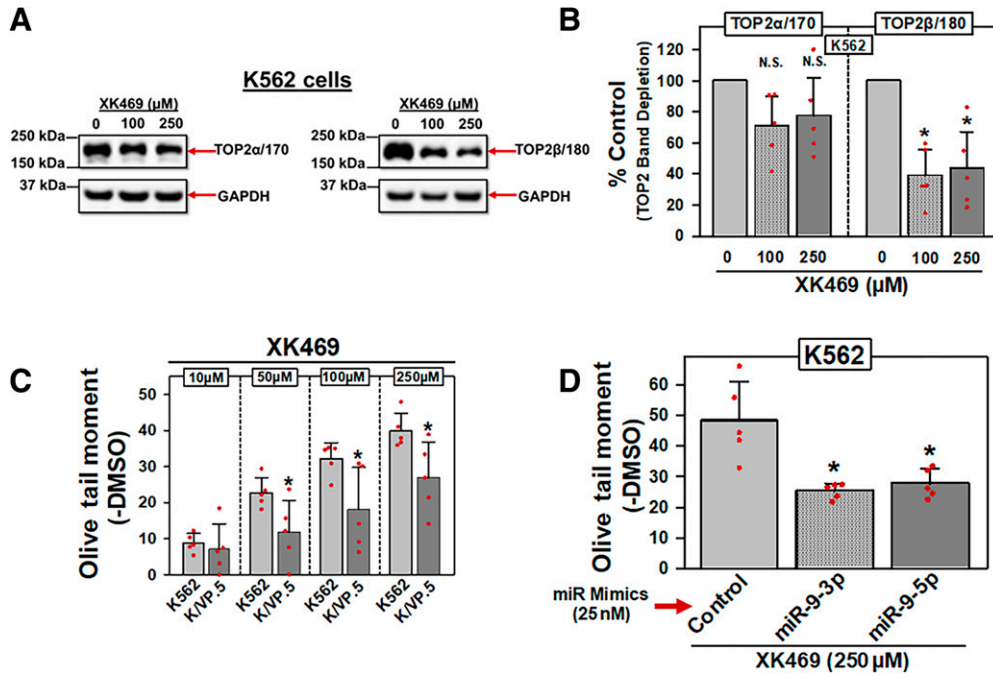 A
K562 cells
XK469 (μM)
0 100 250
250 kDa
150 kDa
TOP2α/170
37 kDa
GAPDH
XK469 (μM)
0 100 250
250 kDa
150 kDa
TOP2β/180
37 kDa
GAPDH
B
TOP2α/170
TOP2β/180
K562
% Control
(TOP2 Band Depletion)
120
100
80
60
40
20
0
N.S.
N.S.
*
*
0 100 250 0 100 250
XK469 (μM)
C
XK469
10μM 50μM 100μM 250μM
Olive tail moment
(-DMSO)
50
40
30
20
10
0
*
*
*
K562 K/VP.5 K562 K/VP.5 K562 K/VP.5 K562 K/VP.5
D
K562
Olive tail moment
(-DMSO)
60
50
40
30
20
10
0
*
*
miR Mimics
(25 nM)
Control miR-9-3p miR-9-5p
XK469 (250 μM)